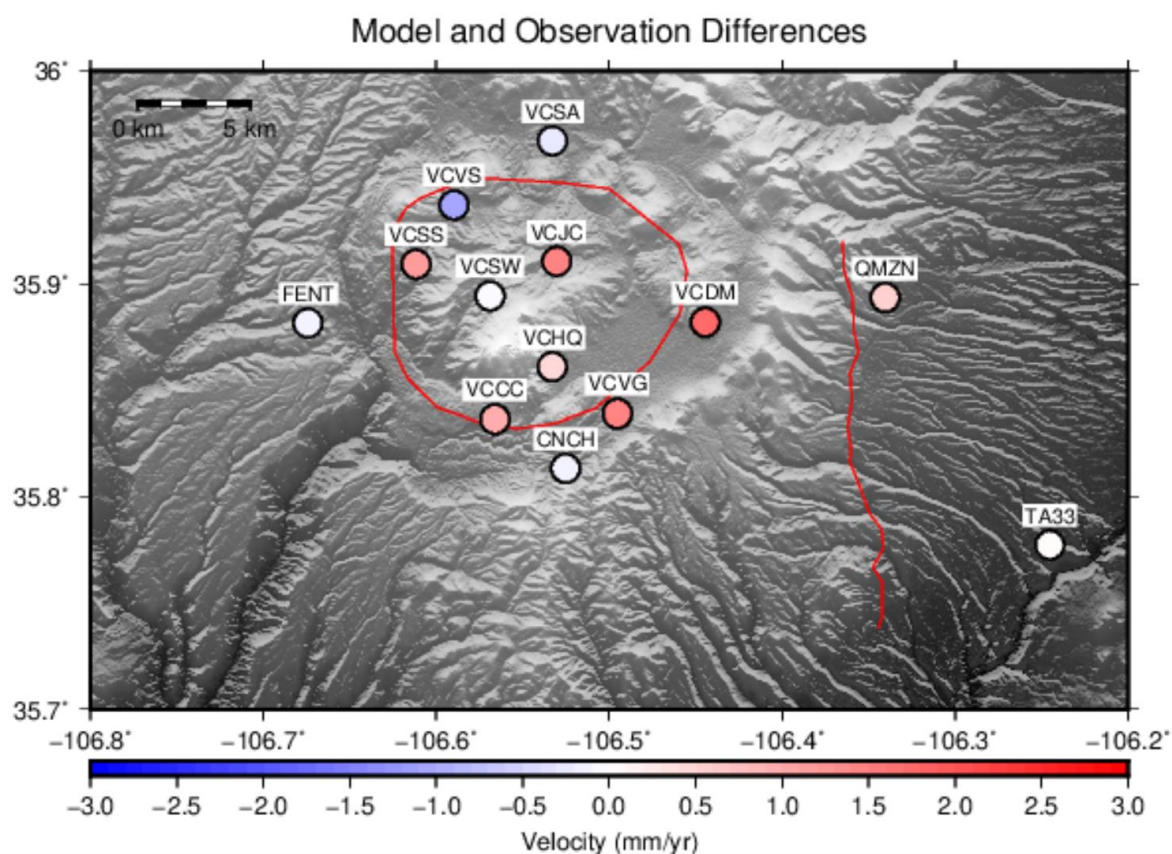 Model and Observation Differences
36˚
0 km 5 km
VCSA
VCVS
VCSS
VCJC
VCSW
QMZN
35.9˚
FENT
VCDM
VCHQ
VCCC
VCVG
CNCH
35.8˚
TA33
35.7˚
−106.8˚ −106.7˚ −106.6˚ −106.5˚ −106.4˚ −106.3˚ −106.2˚
−3.0 −2.5 −2.0 −1.5 −1.0 −0.5 0.0 0.5 1.0 1.5 2.0 2.5 3.0
Velocity (mm/yr)